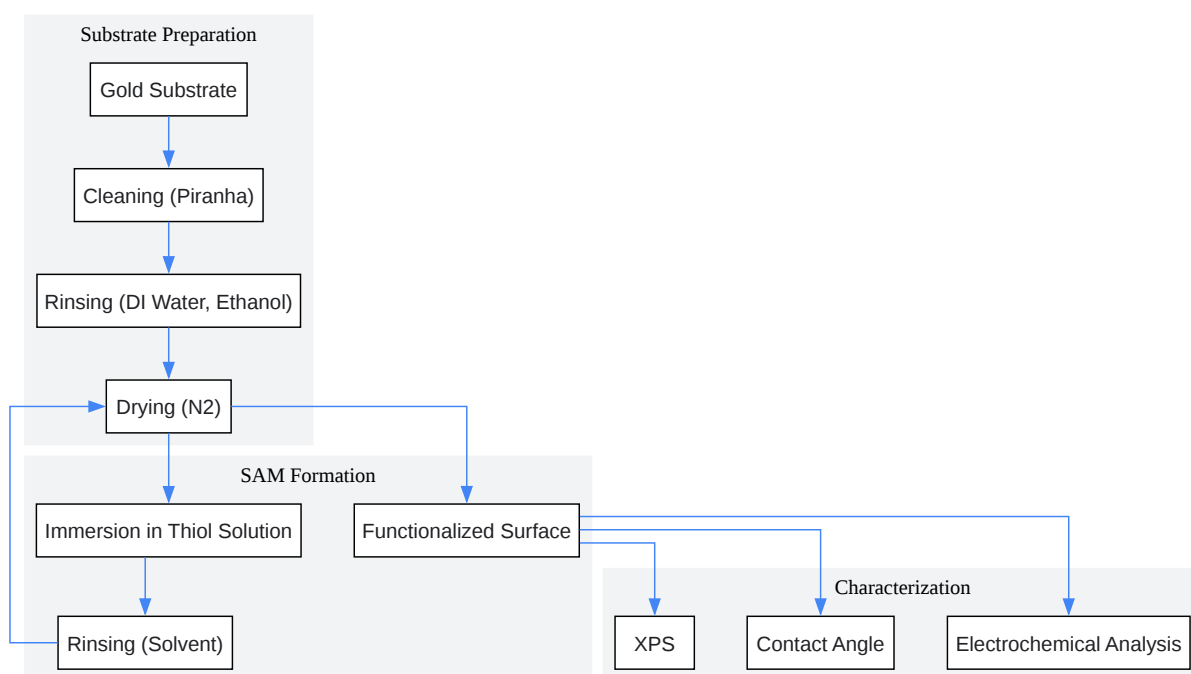 Substrate Preparation
Gold Substrate
Cleaning (Piranha)
Rinsing (DI Water, Ethanol)
Drying (N2)
SAM Formation
Immersion in Thiol Solution
Functionalized Surface
Rinsing (Solvent)
Characterization
XPS
Contact Angle
Electrochemical Analysis